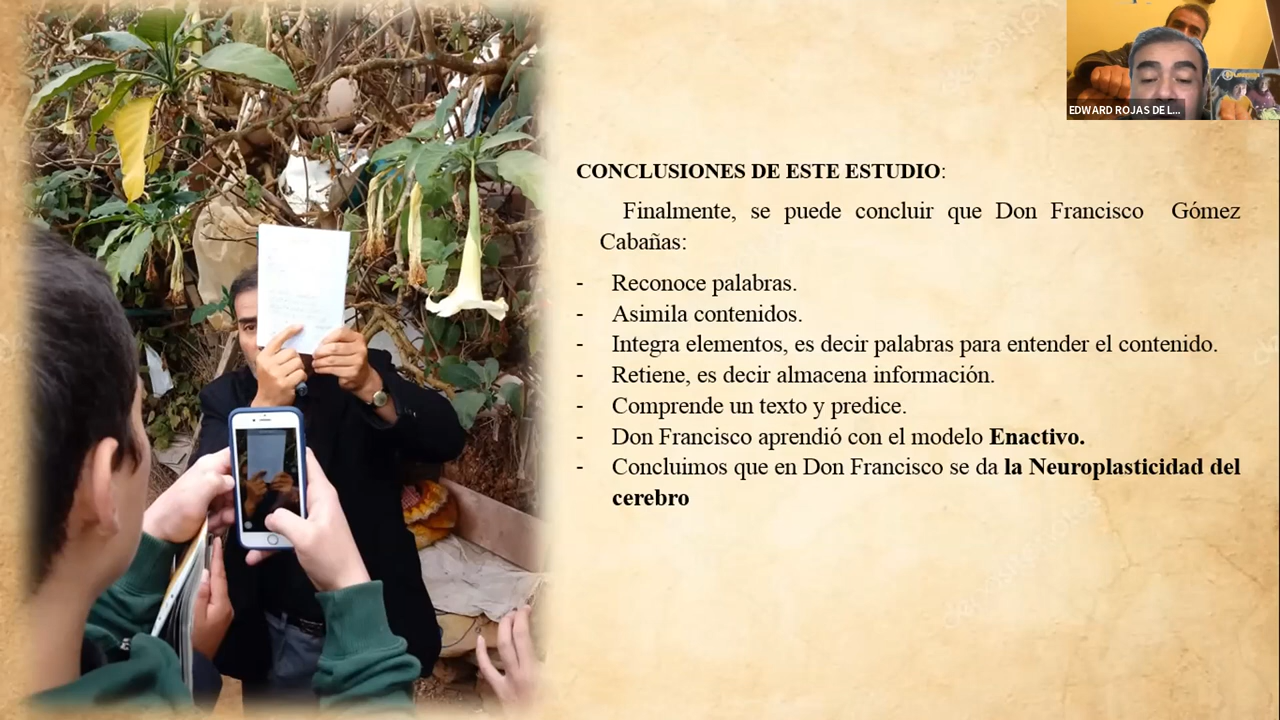 EDWARD ROJAS DE L...
CONCLUSIONES DE ESTE ESTUDIO:
Finalmente, se puede concluir que Don Francisco Gómez
Cabañas:
- Reconoce palabras.
- Asimila contenidos.
- Integra elementos, es decir palabras para entender el contenido.
- Retiene, es decir almacena información.
- Comprende un texto y predice.
- Don Francisco aprendió con el modelo Enactivo.
- Concluimos que en Don Francisco se da la Neuroplasticidad del
cerebro